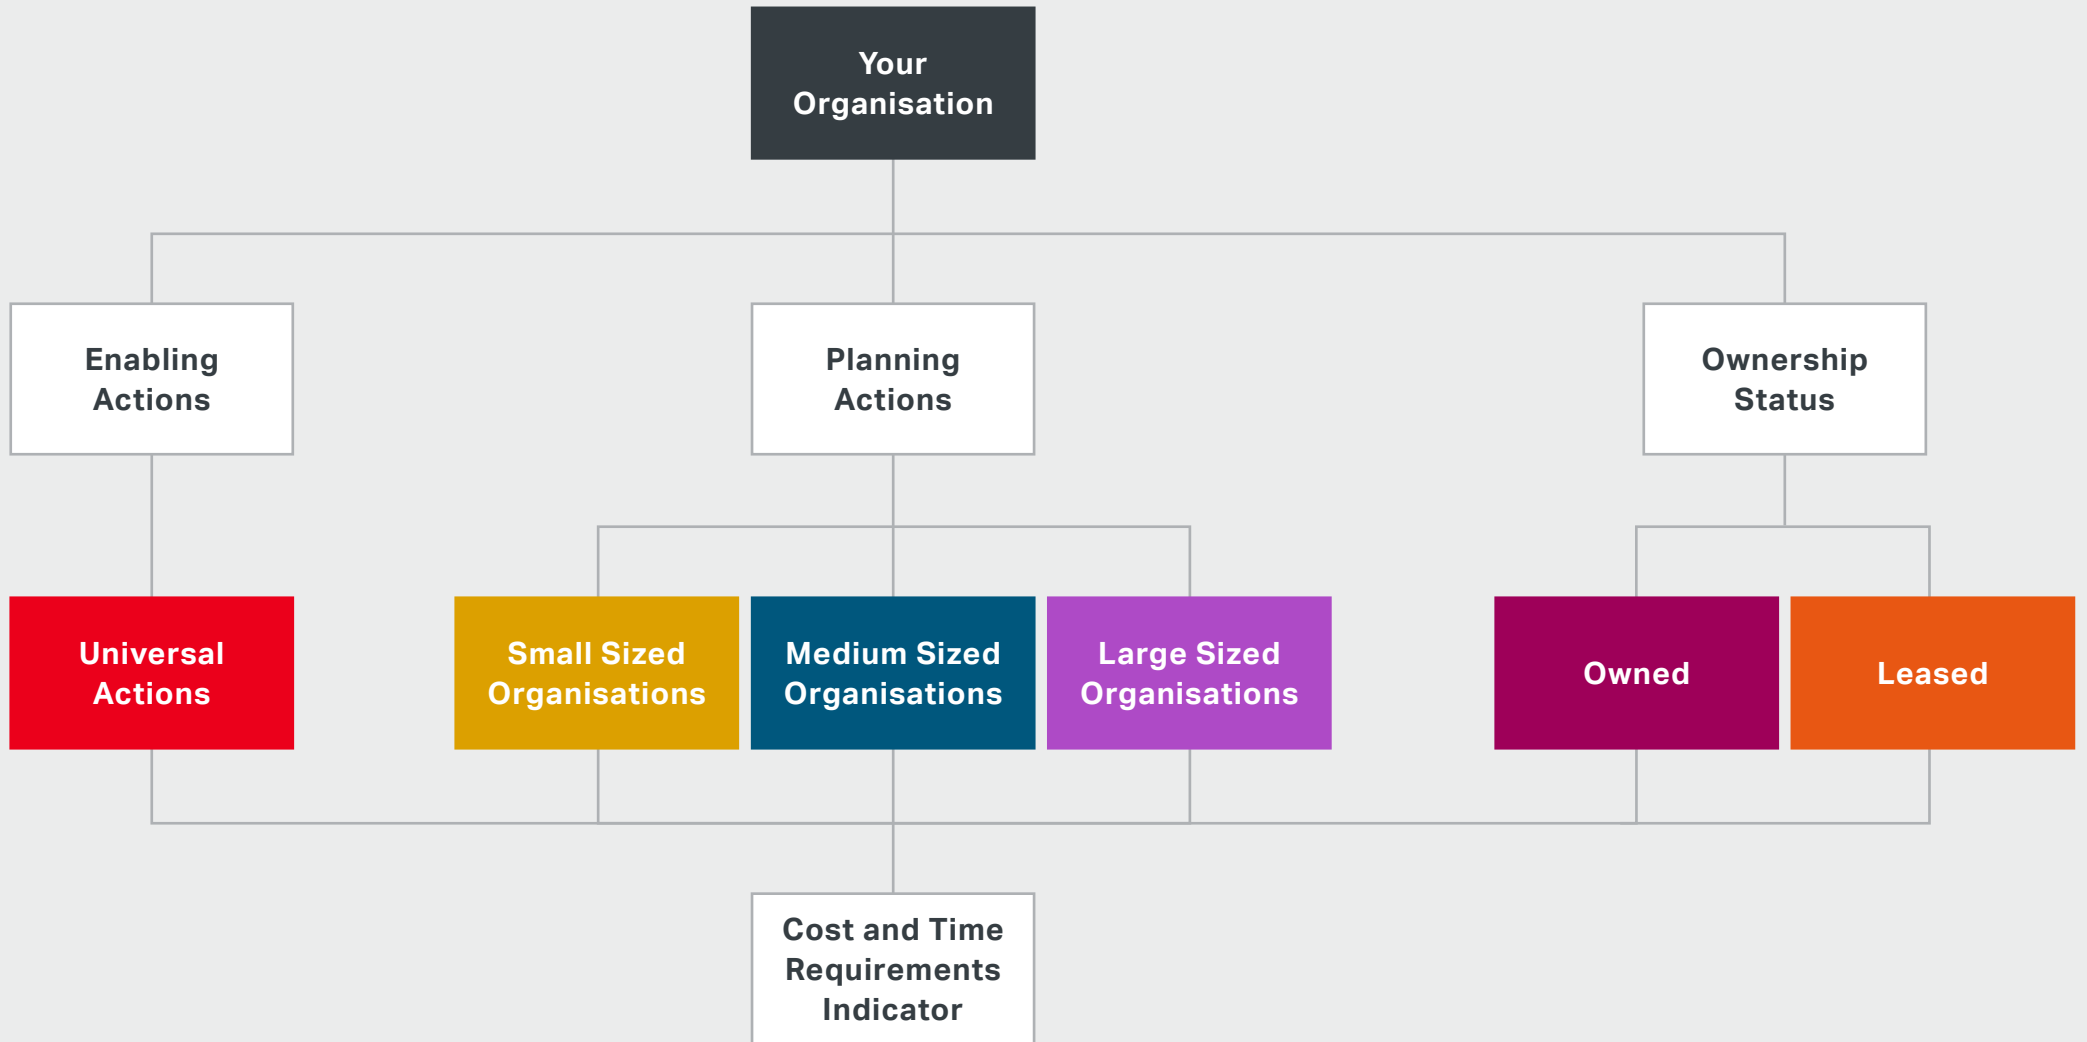 Your
Organisation
Enabling
Actions
Planning
Actions
Ownership
Status
Universal
Actions
Small Sized
Organisations
Medium Sized
Organisations
Large Sized
Organisations
Owned
Leased
Cost and Time
Requirements
Indicator